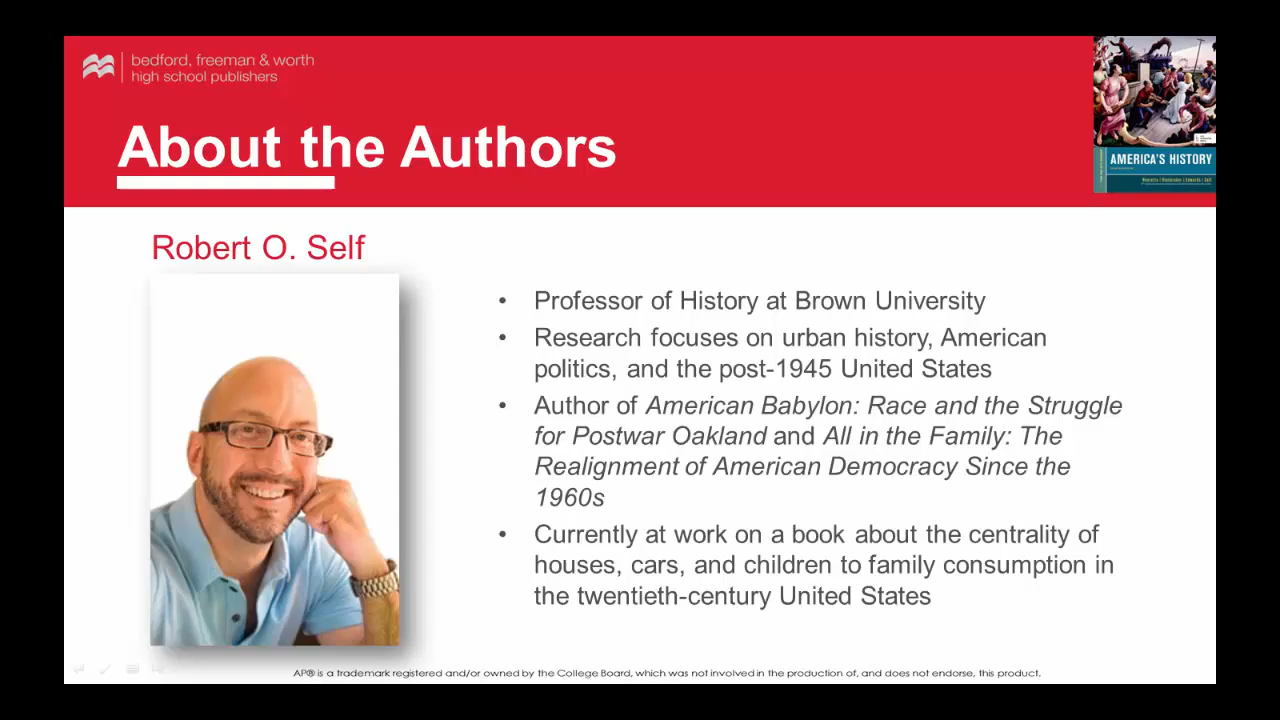 bedford, freeman & worth
high school publishers
About the Authors
AMERICA'S HISTORY
Robert O. Self
• Professor of History at Brown University
• Research focuses on urban history, American
politics, and the post-1945 United States
• Author of American Babylon: Race and the Struggle
for Postwar Oakland and All in the Family: The
Realignment of American Democracy Since the
1960s
• Currently at work on a book about the centrality of
houses, cars, and children to family consumption in
the twentieth-century United States
AP® is a trademark registered and/or owned by the College Board, which was not involved in the production of, and does not endorse, this product.